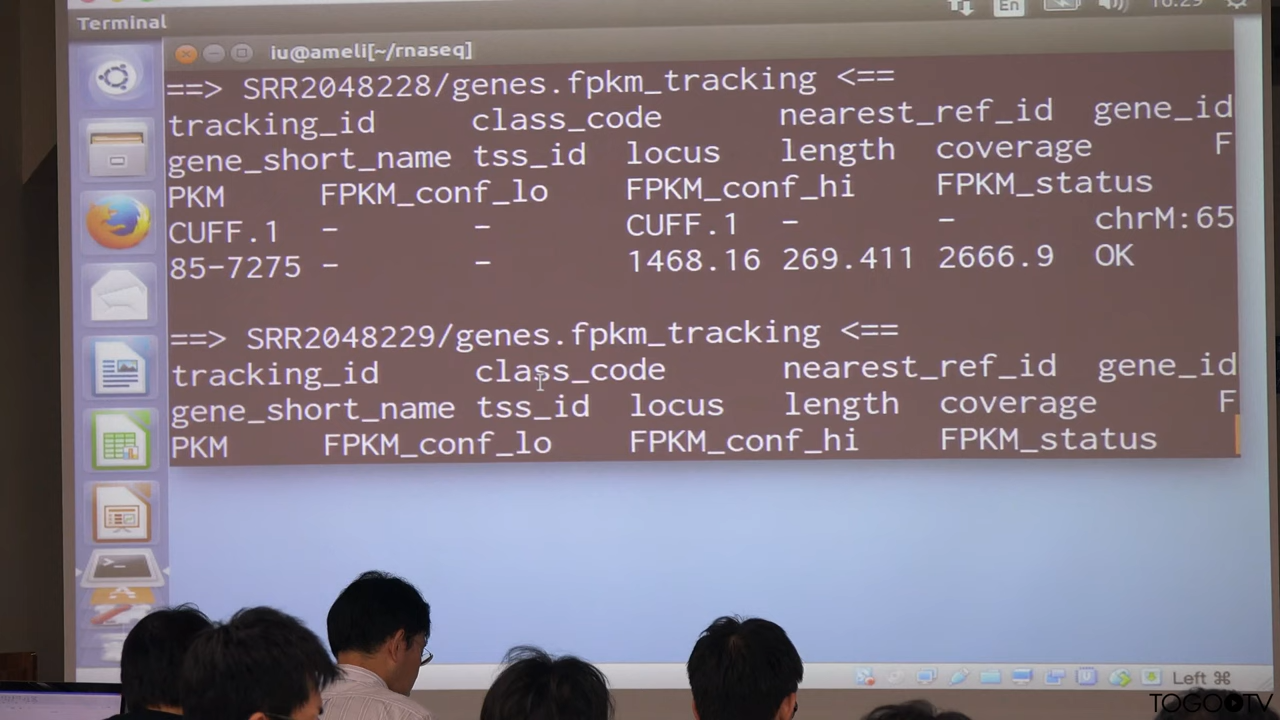 Terminal
En
16:29
iu@ameli[~/rnaseq]
==> SRR2048228/genes.fpkm_tracking <==
tracking_id class_code nearest_ref_id gene_id
gene_short_name tss_id locus length coverage F
PKM FPKM_conf_lo FPKM_conf_hi FPKM_status
CUFF.1 - - CUFF.1 - - chrM:65
85-7275 - - 1468.16 269.411 2666.9 OK
==> SRR2048229/genes.fpkm_tracking <==
tracking_id class_code nearest_ref_id gene_id
gene_short_name tss_id locus length coverage F
PKM FPKM_conf_lo FPKM_conf_hi FPKM_status
Left ⌘
TOGOTV